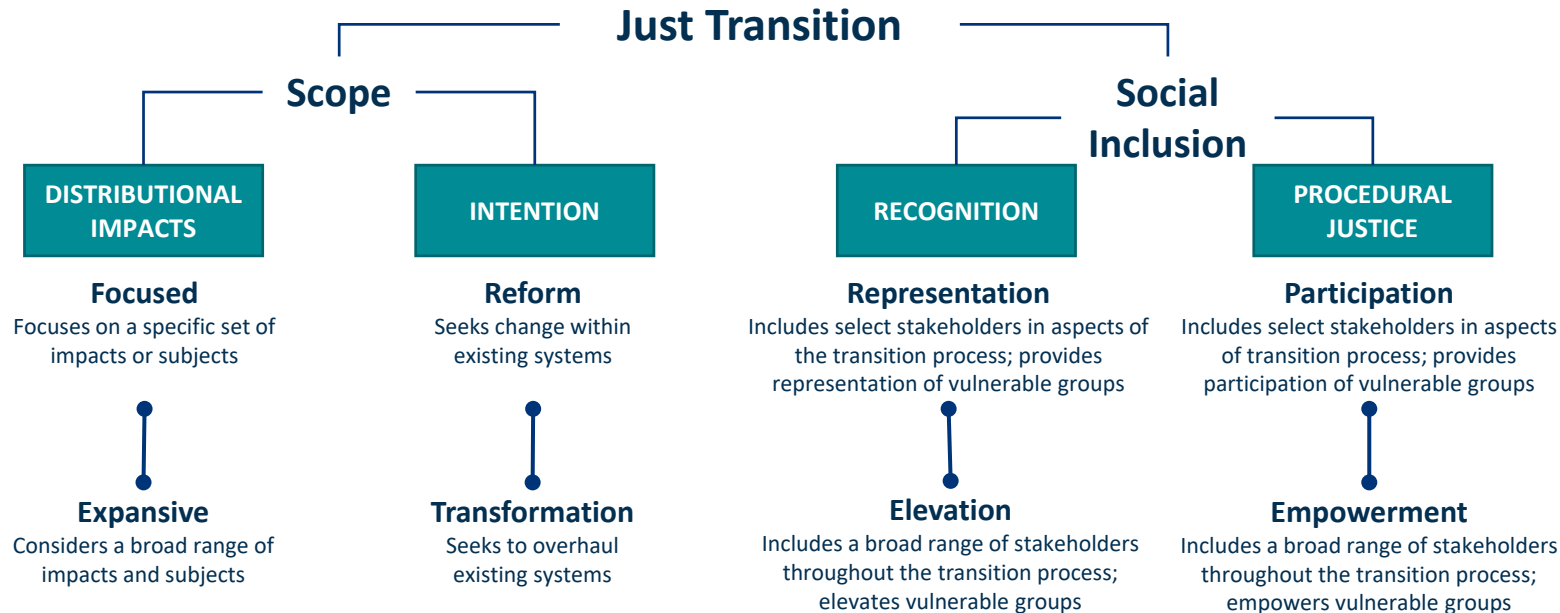 Just Transition
Scope
Social
Inclusion
DISTRIBUTIONAL
IMPACTS
Focused
Focuses on a specific set of
impacts or subjects
Expansive
Considers a broad range of
impacts and subjects
INTENTION
Reform
Seeks change within
existing systems
Transformation
Seeks to overhaul
existing systems
RECOGNITION
Representation
Includes select stakeholders in aspects of
the transition process; provides
representation of vulnerable groups
Elevation
Includes a broad range of stakeholders
throughout the transition process;
elevates vulnerable groups
PROCEDURAL
JUSTICE
Participation
Includes select stakeholders in aspects
of transition process; provides
participation of vulnerable groups
Empowerment
Includes a broad range of stakeholders
throughout the transition process;
empowers vulnerable groups